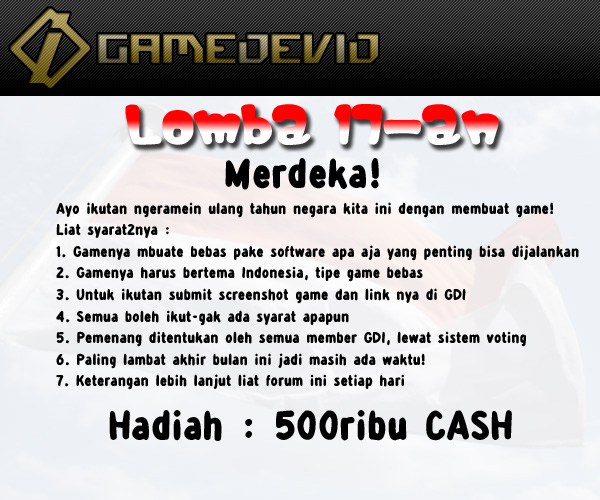 GAMEDEVID
Lomba 17-an
Merdeka!
Ayo ikutan ngeramein ulang tahun negara kita ini dengan membuat game!
Liat syarat2nya :
1. Gamenya mbuate bebas pake software apa aja yang penting bisa dijalankan
2. Gamenya harus bertema Indonesia, tipe game bebas
3. Untuk ikutan submit screenshot game dan link nya di GDI
4. Semua boleh ikut-gak ada syarat apapun
5. Pemenang ditentukan oleh semua member GDI, lewat sistem voting
6. Paling lambat akhir bulan ini jadi masih ada waktu!
7. Keterangan lebih lanjut liat forum ini setiap hari
Hadiah : 500ribu CASH